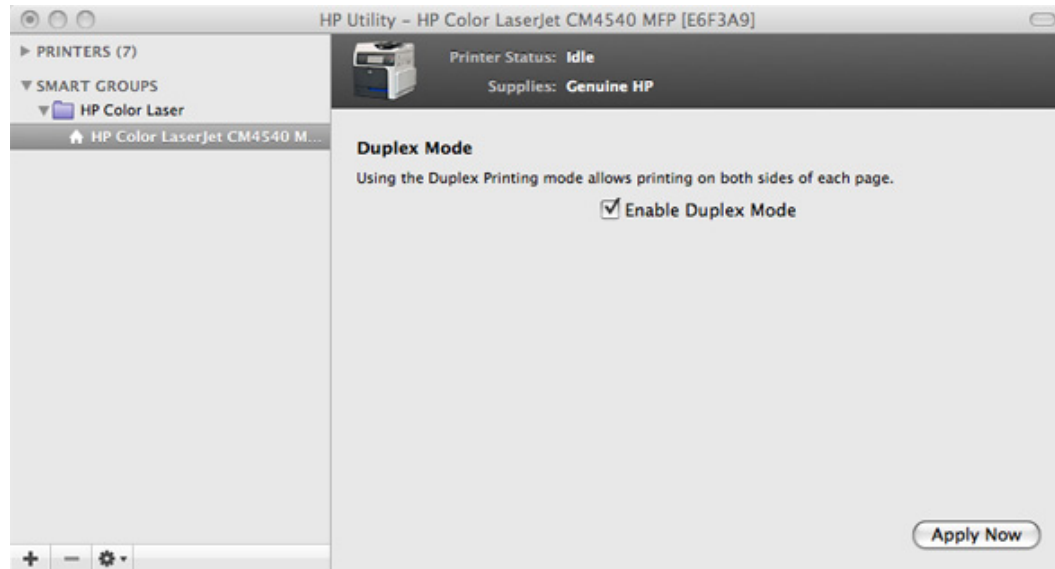 HP Utility – HP Color LaserJet CM4540 MFP [E6F3A9]
PRINTERS (7)
SMART GROUPS
HP Color Laser
HP Color LaserJet CM4540 M...
Printer Status: Idle
Supplies: Genuine HP
Duplex Mode
Using the Duplex Printing mode allows printing on both sides of each page.
Enable Duplex Mode
Apply Now